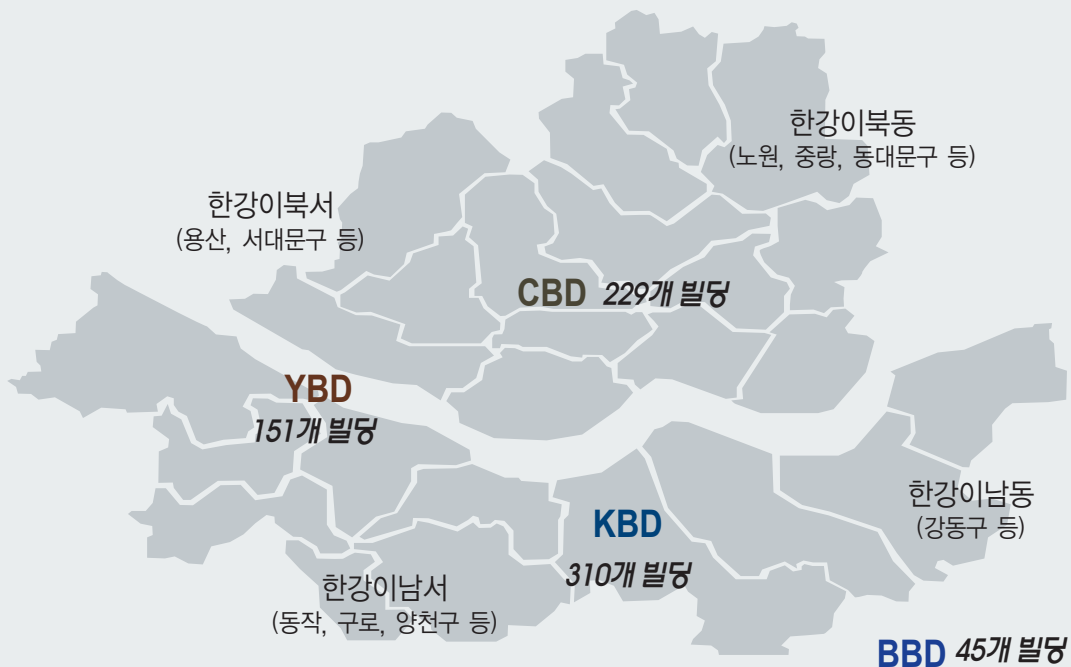 한강이북동
(노원, 중랑, 동대문구 등)
한강이북서
(용산, 서대문구 등)
CBD 229개 빌딩
YBD
151개 빌딩
한강이남동
(강동구 등)
KBD
310개 빌딩
한강이남서
(동작, 구로, 양천구 등)
BBD 45개 빌딩